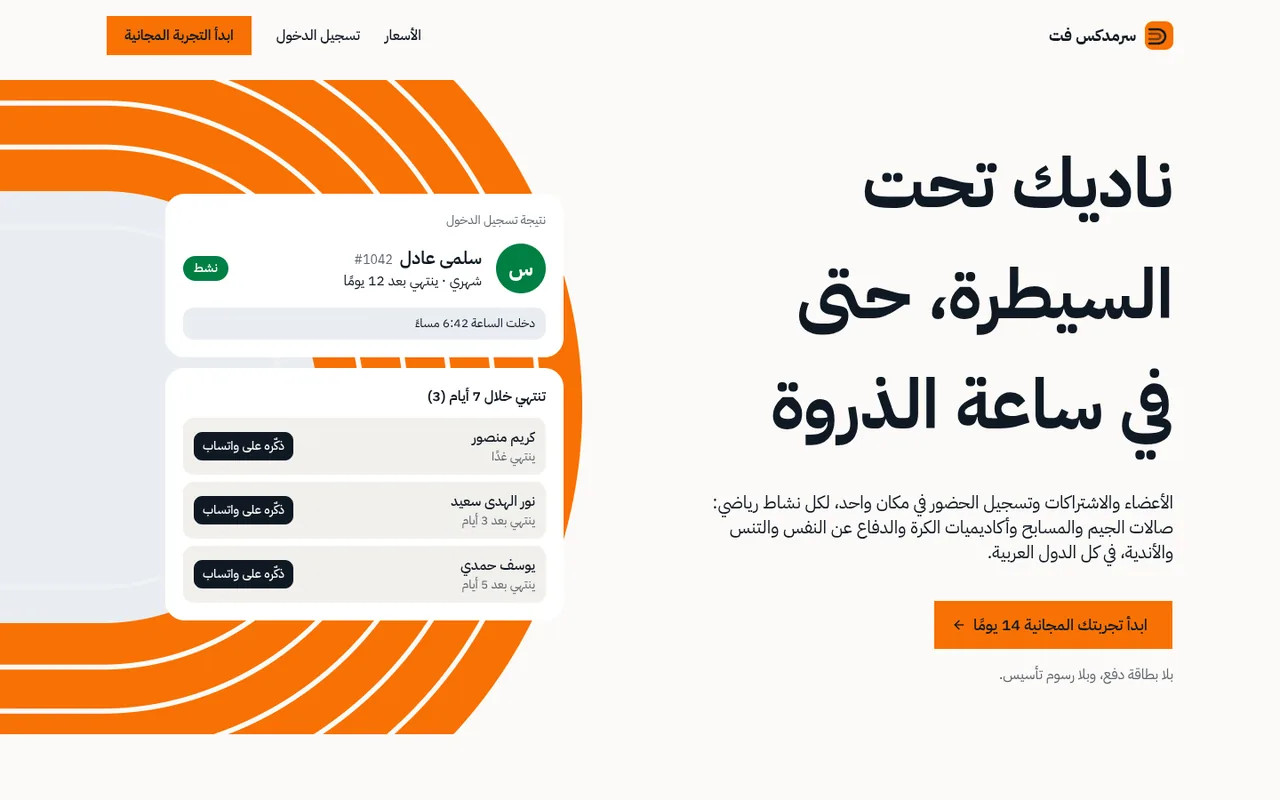 سرمدكس فت
الأسعار
تسجيل الدخول
ابدأ التجربة المجانية
ناديك تحت
السيطرة، حتى
في ساعة الذروة
الأعضاء والاشتراكات وتسجيل الحضور في مكان واحد، لكل نشاط رياضي:
صالات الجيم والمسابح وأكاديميات الكرة والدفاع عن النفس والتنس
والأندية، في كل الدول العربية.
ابدأ تجربتك المجانية 14 يومًا ←
بلا بطاقة دفع، وبلا رسوم تأسيس.
نتيجة تسجيل الدخول
س
سلمى عادل #1042
شهري · ينتهي بعد 12 يومًا
نشط
دخلت الساعة 6:42 مساءً
تنتهي خلال 7 أيام (3)
كريم منصور
ينتهي غدًا
ذكّره على واتساب
نور الهدى سعيد
ينتهي بعد 3 أيام
ذكّره على واتساب
يوسف حمدي
ينتهي بعد 5 أيام
ذكّره على واتساب